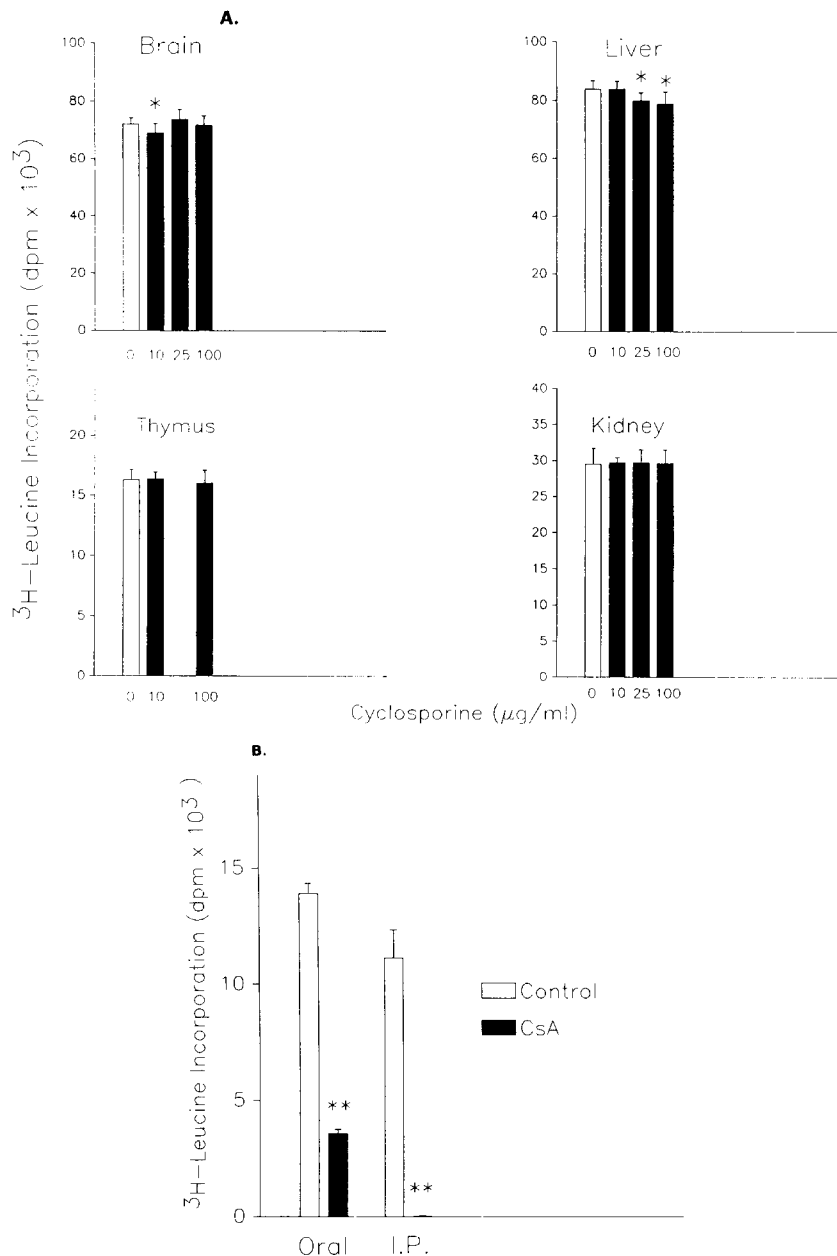 A.
Brain
Liver
100
80
60
40
20
0
*
0 10 25 100
100
80
60
40
20
0
* *
0 10 25 100
³H-Leucine Incorporation (dpm x 10³)
Thymus
Kidney
20
15
10
5
0
0 10 100
40
35
30
25
20
15
10
5
0
0 10 25 100
Cyclosporine (µg/ml)
B.
³H-Leucine Incorporation (dpm x 10³)
15
10
5
0
**
**
Control
CsA
Oral I.P.